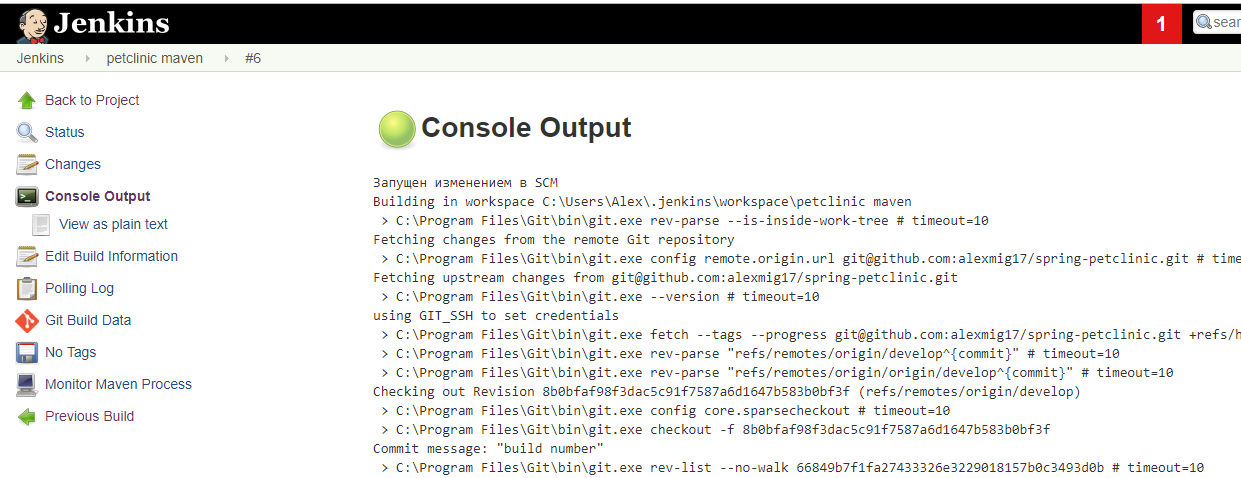 Jenkins
1
sear
Jenkins petclinic maven #6
Back to Project
Status
Changes
Console Output
View as plain text
Edit Build Information
Polling Log
Git Build Data
No Tags
Monitor Maven Process
Previous Build
Console Output
Запущен изменением в SCM
Building in workspace C:\Users\Alex\.jenkins\workspace\petclinic maven
> C:\Program Files\Git\bin\git.exe rev-parse --is-inside-work-tree # timeout=10
Fetching changes from the remote Git repository
> C:\Program Files\Git\bin\git.exe config remote.origin.url git@github.com:alexmig17/spring-petclinic.git # time
Fetching upstream changes from git@github.com:alexmig17/spring-petclinic.git
> C:\Program Files\Git\bin\git.exe --version # timeout=10
using GIT_SSH to set credentials
> C:\Program Files\Git\bin\git.exe fetch --tags --progress git@github.com:alexmig17/spring-petclinic.git +refs/h
> C:\Program Files\Git\bin\git.exe rev-parse "refs/remotes/origin/develop^{commit}" # timeout=10
> C:\Program Files\Git\bin\git.exe rev-parse "refs/remotes/origin/origin/develop^{commit}" # timeout=10
Checking out Revision 8b0bfaf98f3dac5c91f7587a6d1647b583b0bf3f (refs/remotes/origin/develop)
> C:\Program Files\Git\bin\git.exe config core.sparsecheckout # timeout=10
> C:\Program Files\Git\bin\git.exe checkout -f 8b0bfaf98f3dac5c91f7587a6d1647b583b0bf3f
Commit message: "build number"
> C:\Program Files\Git\bin\git.exe rev-list --no-walk 66849b7f1fa27433326e3229018157b0c3493d0b # timeout=10